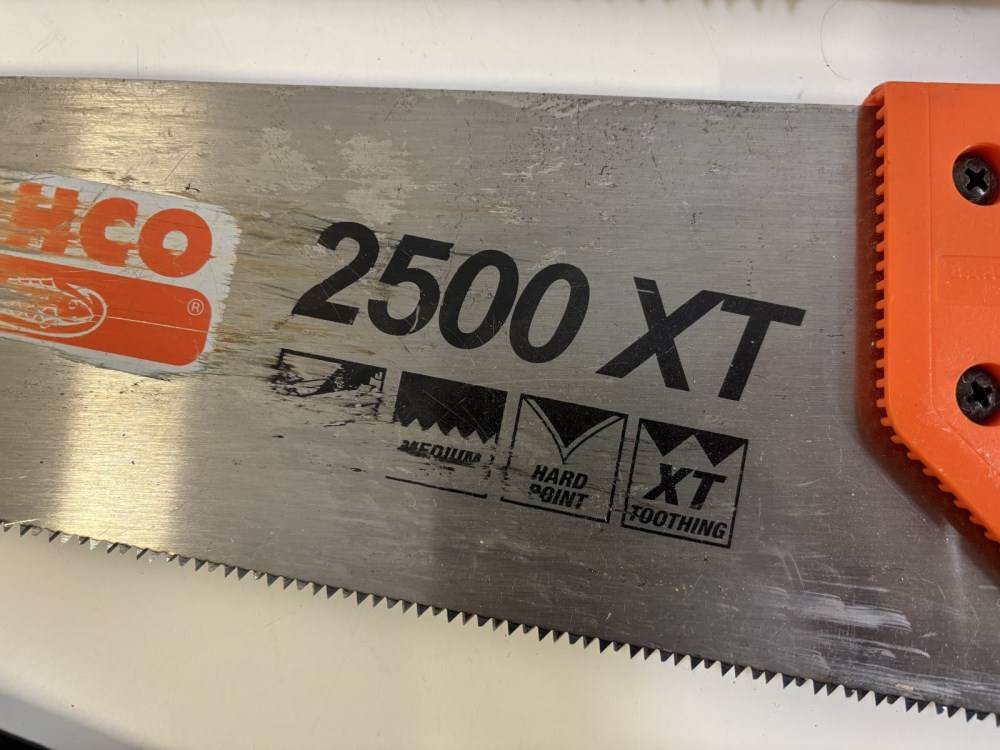 HCO
®
2500 XT
MEDIUM
HARD
POINT
XT
TOOTHING